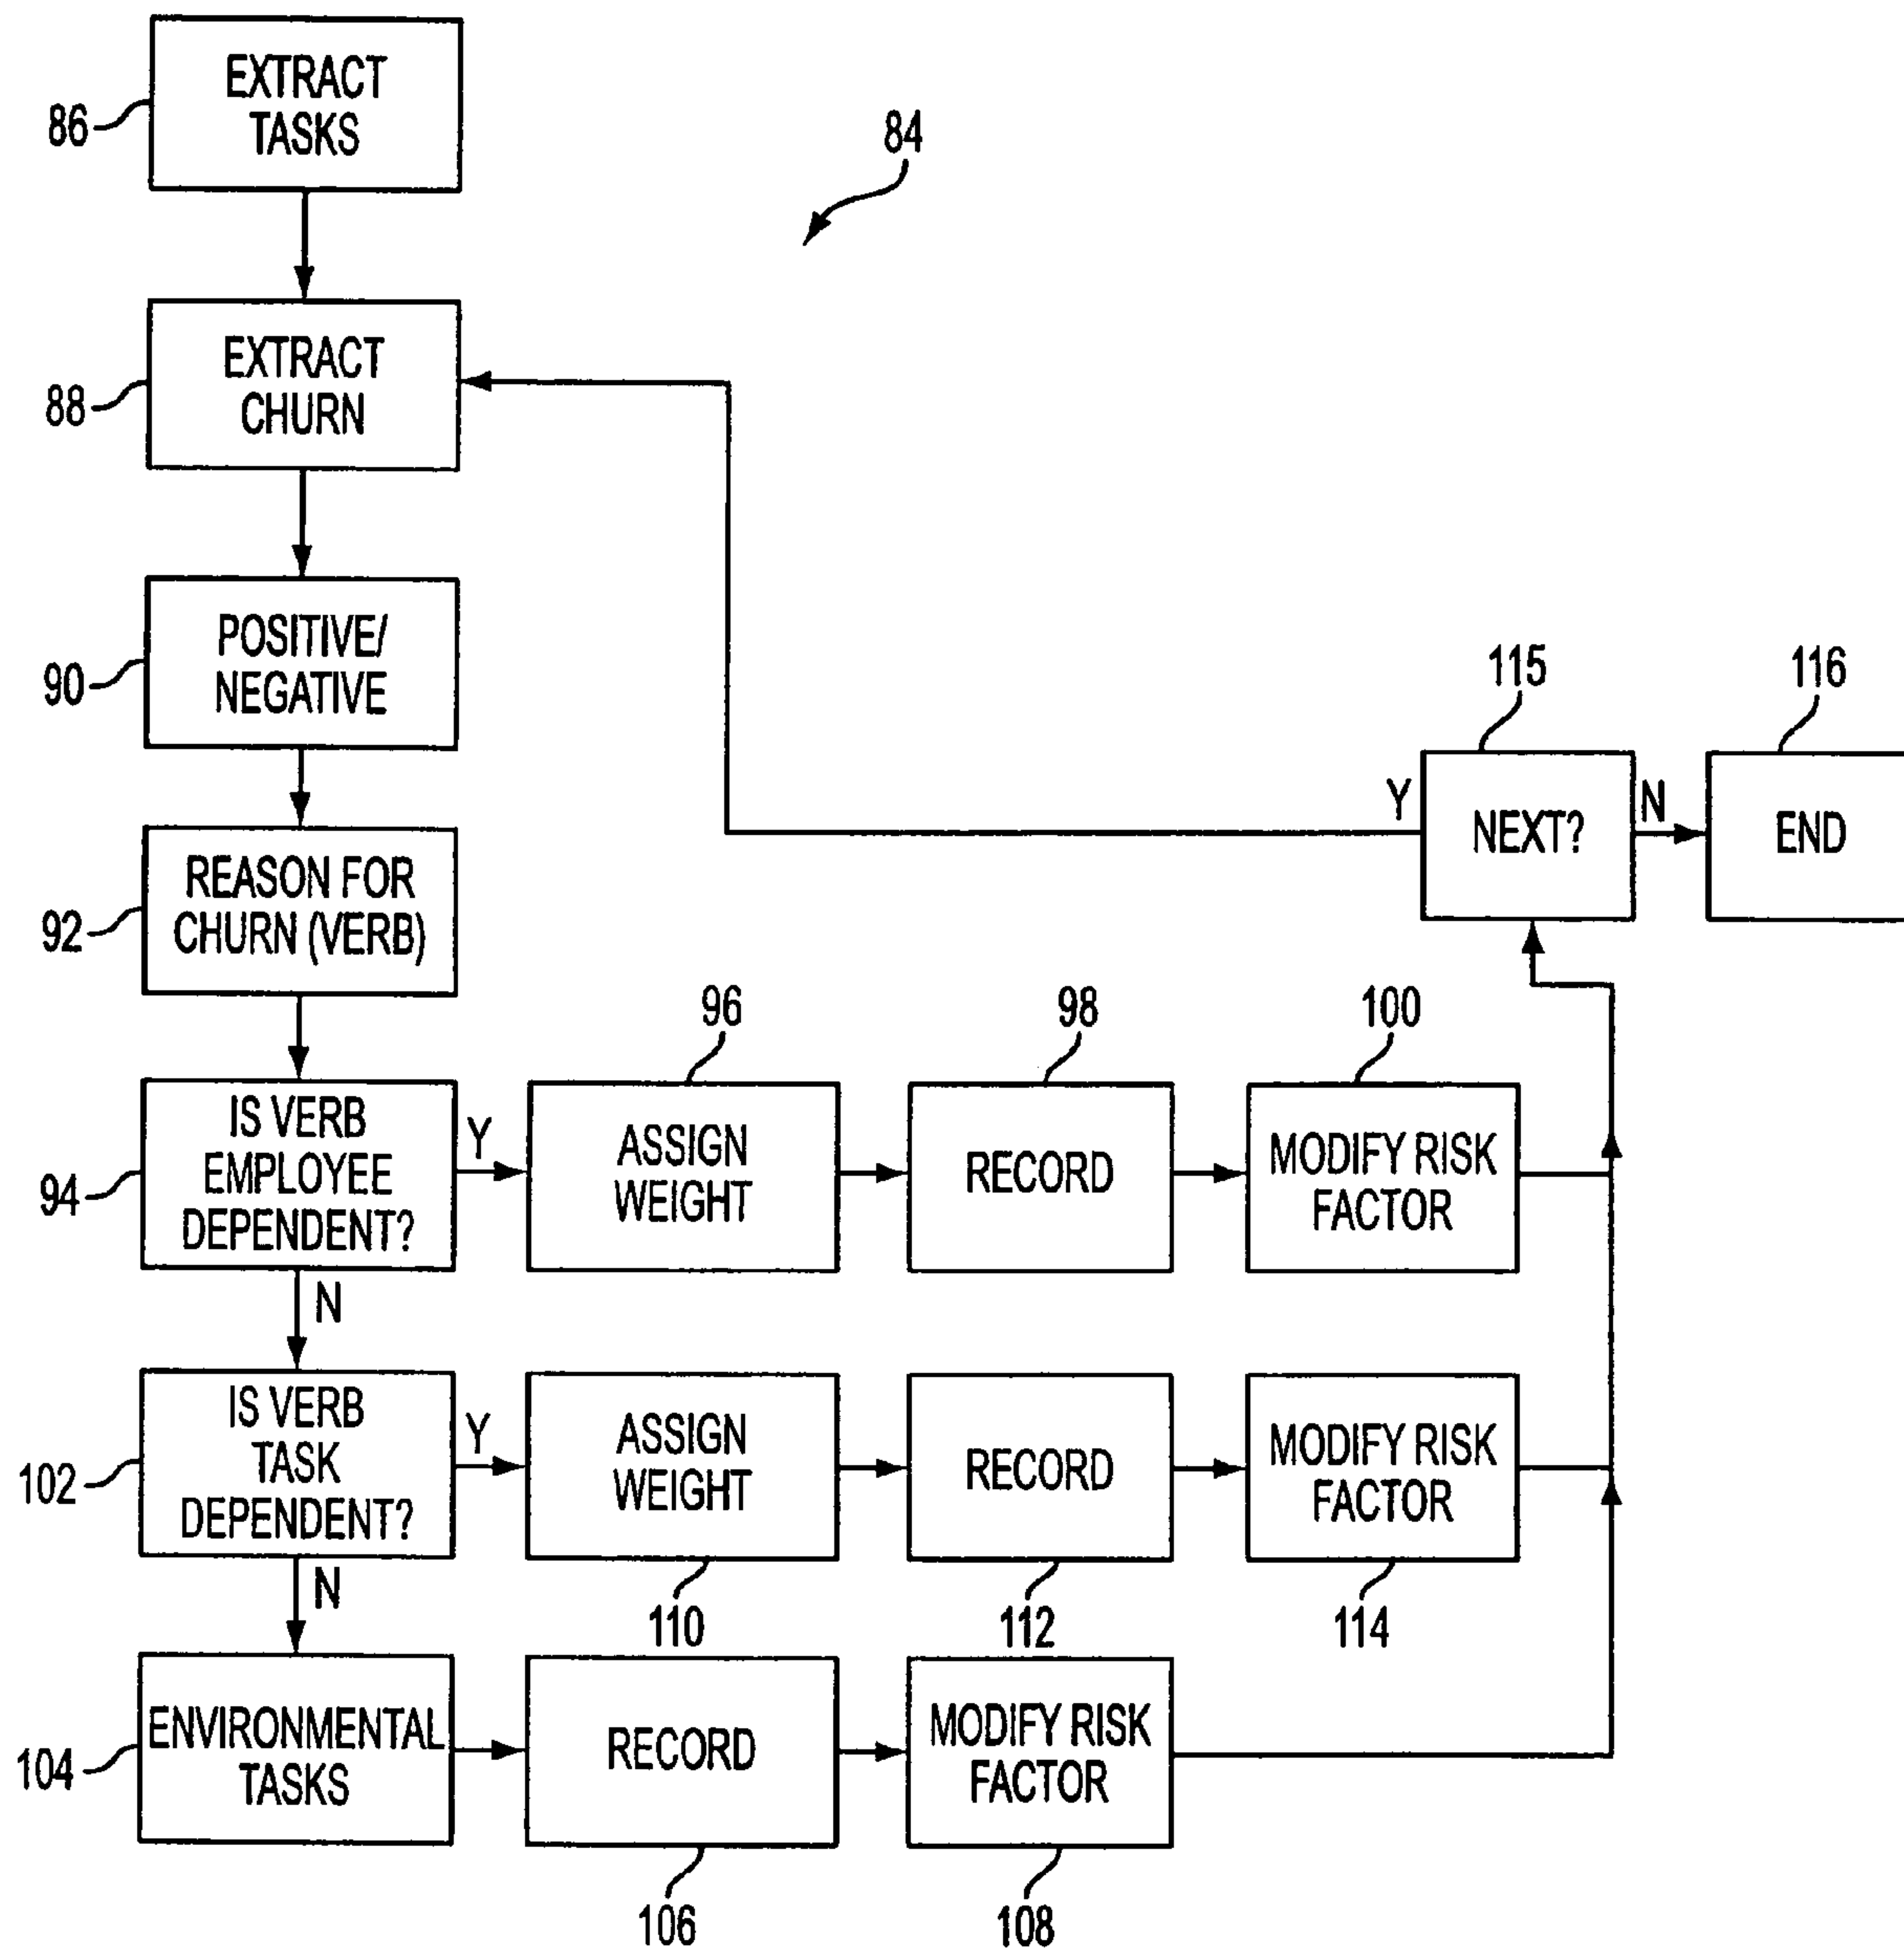 86
EXTRACT
TASKS
84
88
EXTRACT
CHURN
90
POSITIVE/
NEGATIVE
115
116
Y
NEXT?
N
END
92
REASON FOR
CHURN (VERB)
96
98
100
94
IS VERB
EMPLOYEE
DEPENDENT?
Y
ASSIGN
WEIGHT
RECORD
MODIFY RISK
FACTOR
N
102
IS VERB
TASK
DEPENDENT?
Y
ASSIGN
WEIGHT
RECORD
MODIFY RISK
FACTOR
N
110
112
114
104
ENVIRONMENTAL
TASKS
RECORD
MODIFY RISK
FACTOR
106
108